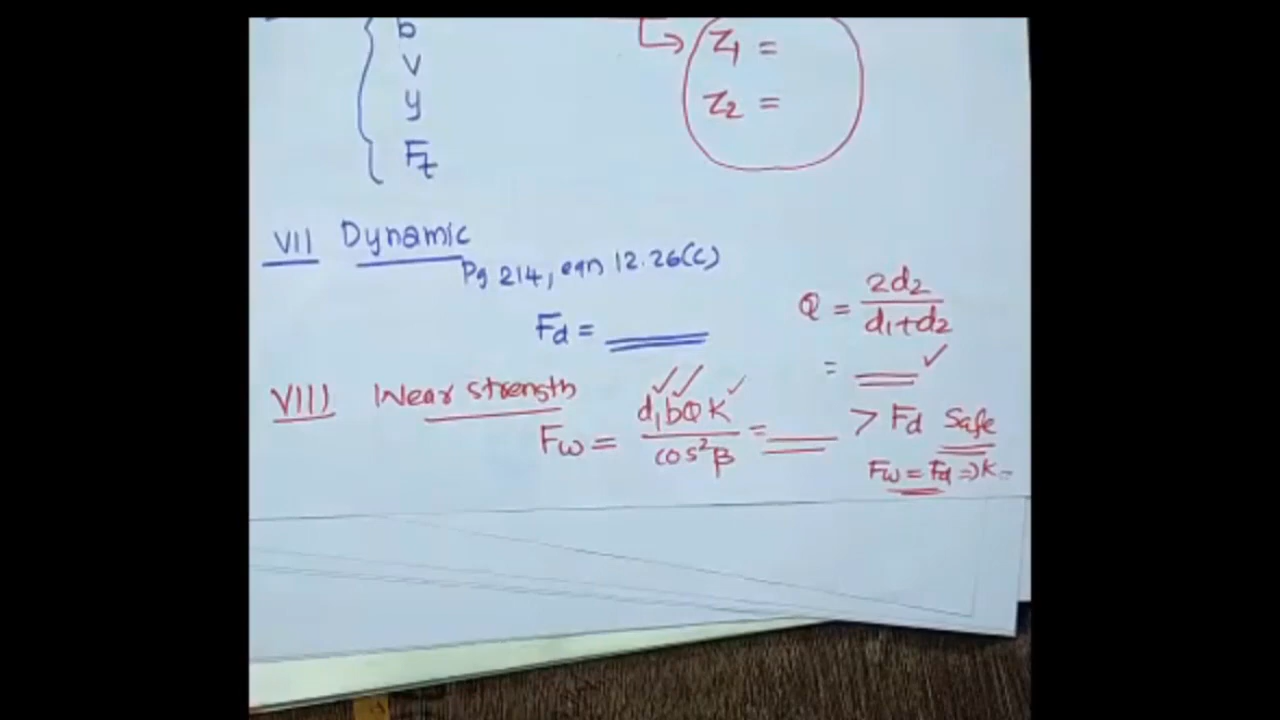 b
v
y
Ft
Z1 =
Z2 =
VII Dynamic
Pg 214, eqn 12.26(C)
Fd =
Q = 2d2 / d1+d2
= ✓
VIII) Wear strength
Fw = d1bQK / cos²β = > Fd Safe
Fw = Fd => K =